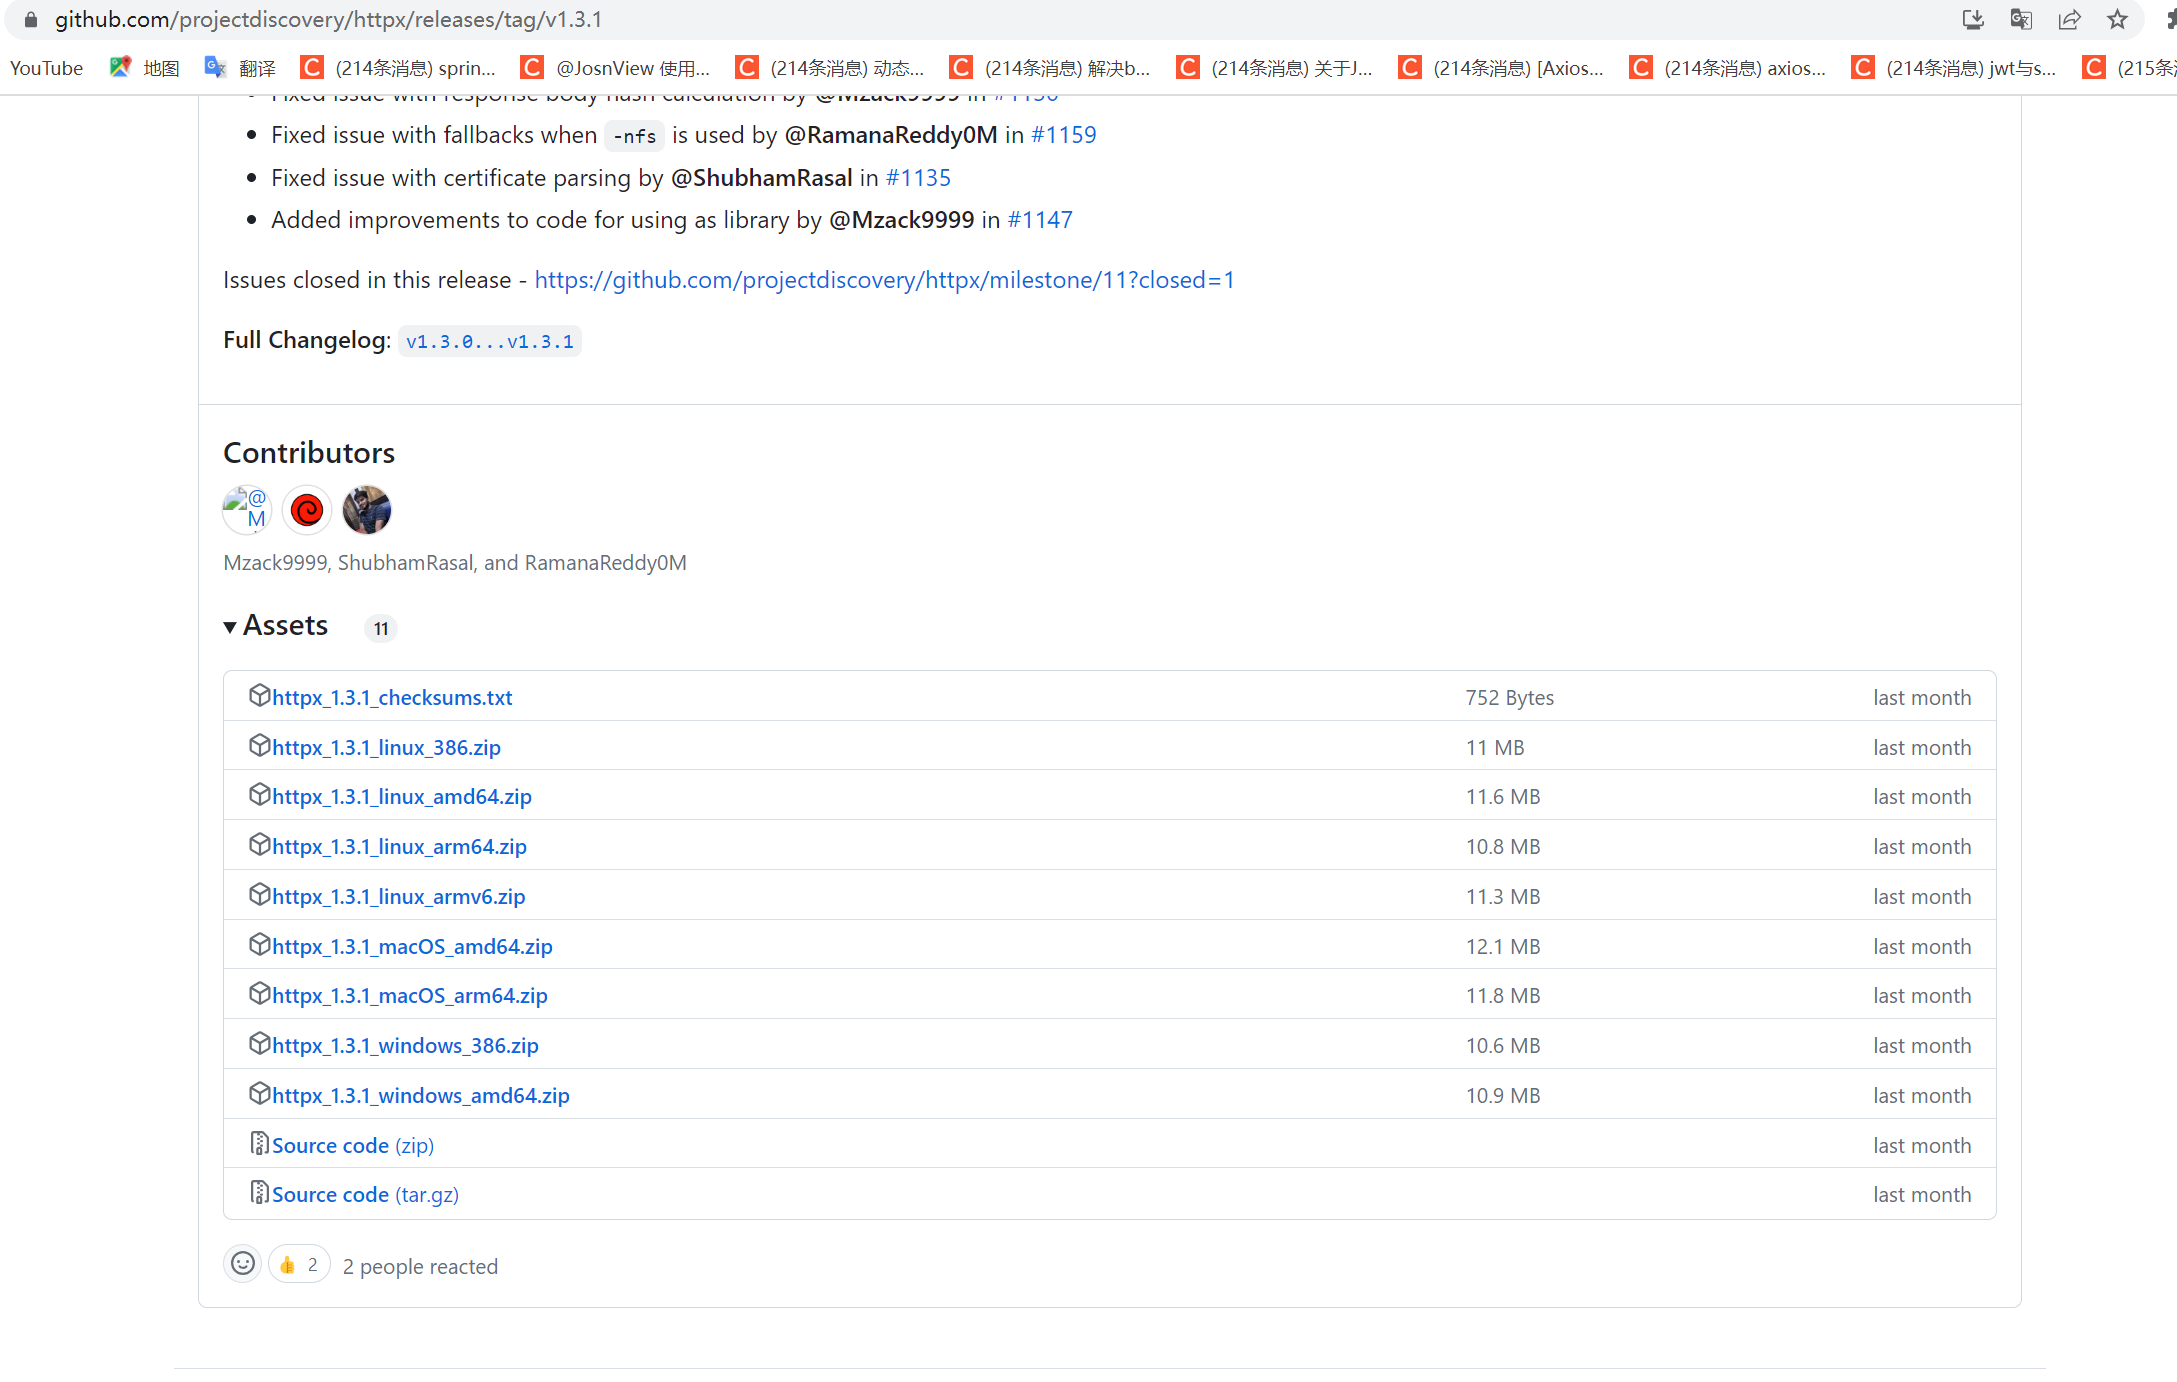 github.com/projectdiscovery/httpx/releases/tag/v1.3.1
YouTube 地图 翻译 (214条消息) sprin... @JosnView 使用... (214条消息) 动态... (214条消息) 解决b... (214条消息) 关于J... (214条消息) [Axios... (214条消息) axios... (214条消息) jwt与s... (215条
Fixed issue with response body hash calculation by @Mzack9999 in
Fixed issue with fallbacks when -nfs is used by @RamanaReddy0M in #1159
Fixed issue with certificate parsing by @ShubhamRasal in #1135
Added improvements to code for using as library by @Mzack9999 in #1147
Issues closed in this release - https://github.com/projectdiscovery/httpx/milestone/11?closed=1
Full Changelog: v1.3.0...v1.3.1
Contributors
@
M
Mzack9999, ShubhamRasal, and RamanaReddy0M
Assets 11
httpx_1.3.1_checksums.txt 752 Bytes last month
httpx_1.3.1_linux_386.zip 11 MB last month
httpx_1.3.1_linux_amd64.zip 11.6 MB last month
httpx_1.3.1_linux_arm64.zip 10.8 MB last month
httpx_1.3.1_linux_armv6.zip 11.3 MB last month
httpx_1.3.1_macOS_amd64.zip 12.1 MB last month
httpx_1.3.1_macOS_arm64.zip 11.8 MB last month
httpx_1.3.1_windows_386.zip 10.6 MB last month
httpx_1.3.1_windows_amd64.zip 10.9 MB last month
Source code (zip) last month
Source code (tar.gz) last month
2 2 people reacted